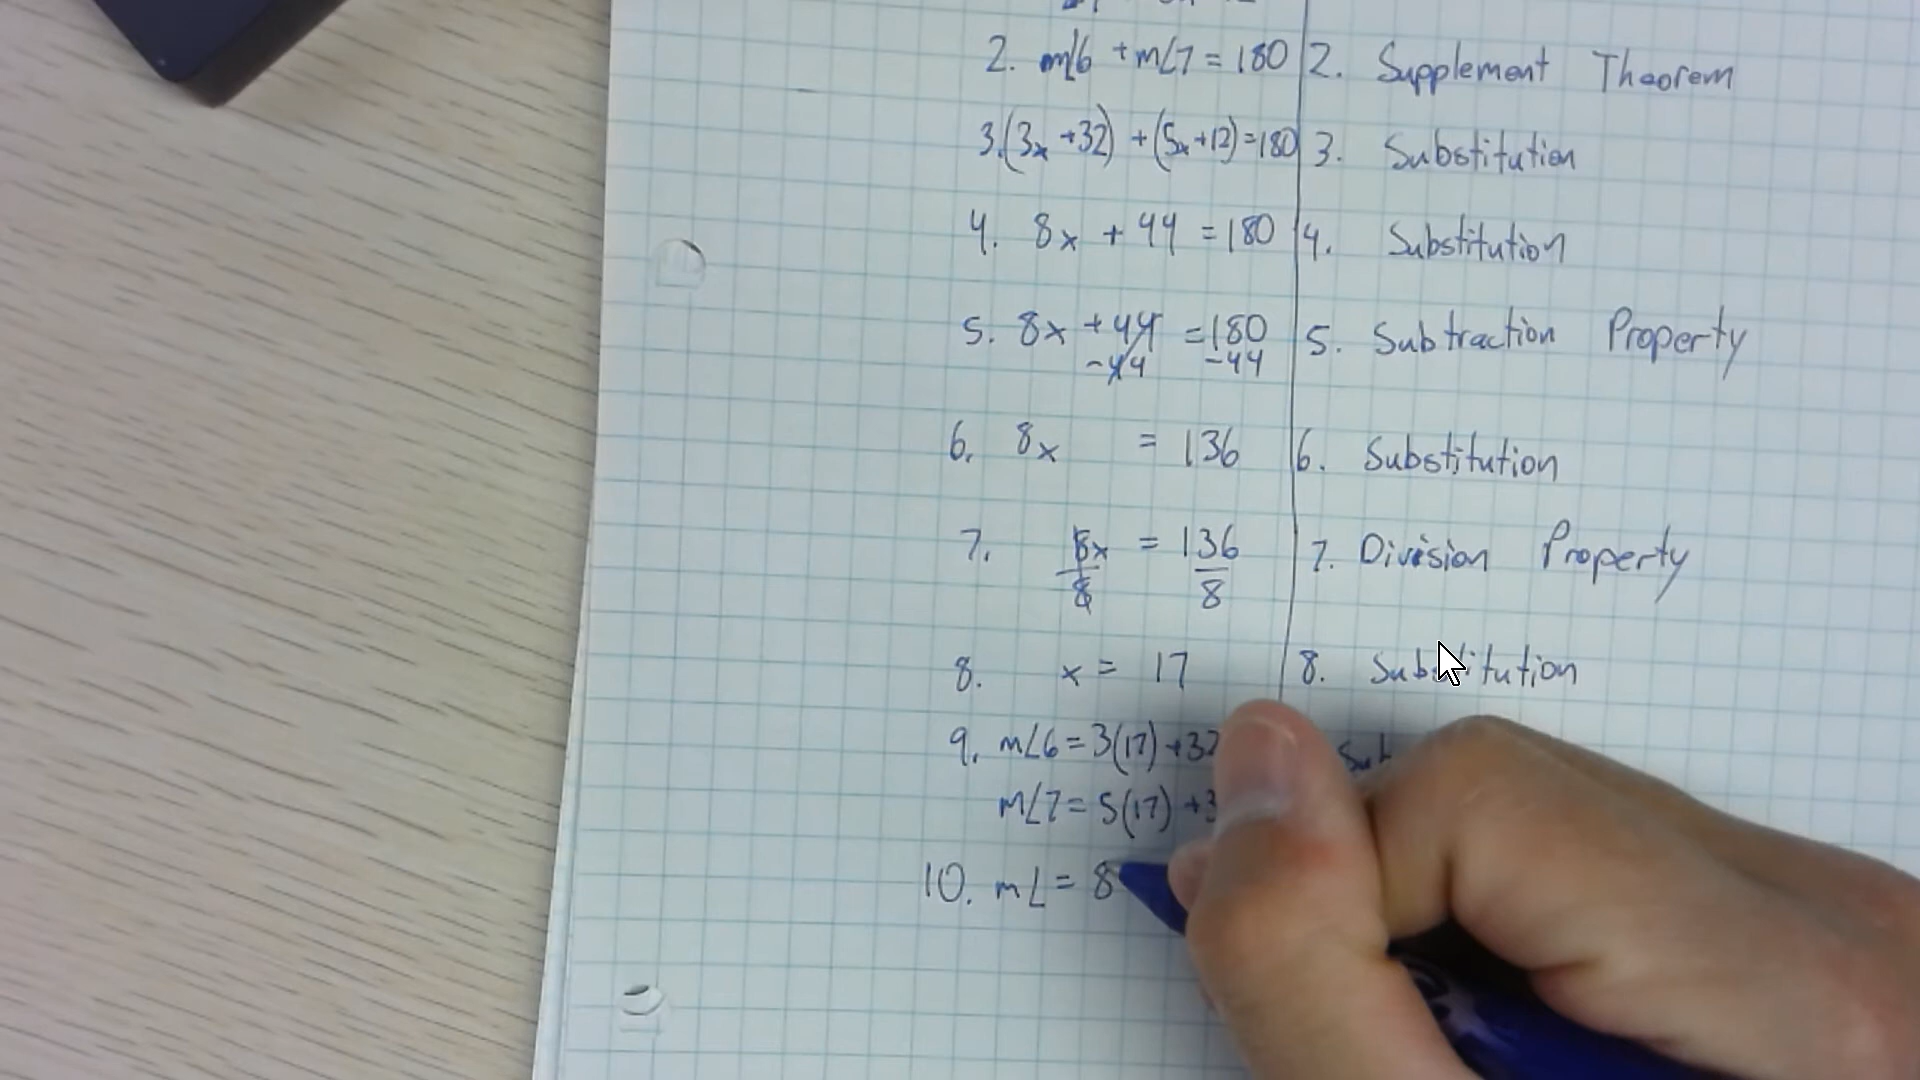 2. m∠6 + m∠7 = 180 2. Supplement Theorem
3. (3x + 32) + (5x + 12) = 180 3. Substitution
4. 8x + 44 = 180 4. Substitution
5. 8x + 44 = 180 5. Subtraction Property
-44 -44
6. 8x = 136 6. Substitution
7. 8x = 136 7. Division Property
8 8
8. x = 17 8. Substitution
9. m∠6 = 3(17) + 32 Sub
m∠7 = 5(17) + 3
10. m∠ = 8